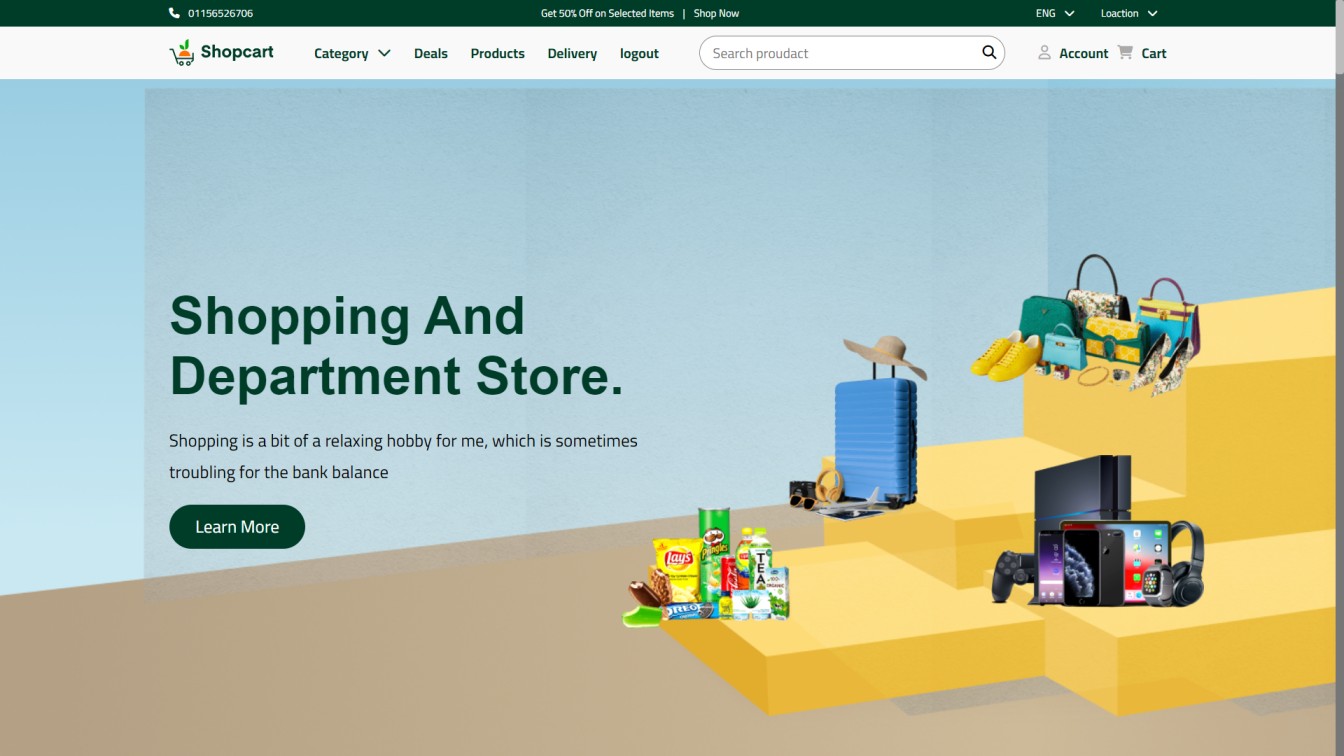 01156526706
Get 50% Off on Selected Items | Shop Now
ENG
Loaction
Shopcart
Category
Deals
Products
Delivery
logout
Search proudact
Account
Cart
Shopping And
Department Store.
Shopping is a bit of a relaxing hobby for me, which is sometimes
troubling for the bank balance
Learn More
Lay's
Pringles
TEA
OREO
ORGANIC